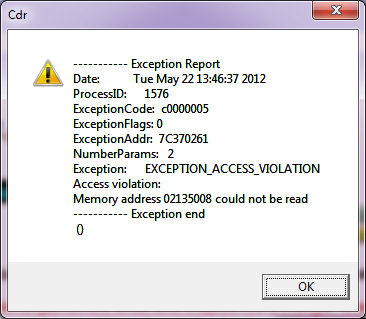 Cdr
----------- Exception Report
Date: Tue May 22 13:46:37 2012
ProcessID: 1576
ExceptionCode: c0000005
ExceptionFlags: 0
ExceptionAddr: 7C370261
NumberParams: 2
Exception: EXCEPTION_ACCESS_VIOLATION
Access violation:
Memory address 02135008 could not be read
----------- Exception end
()
OK